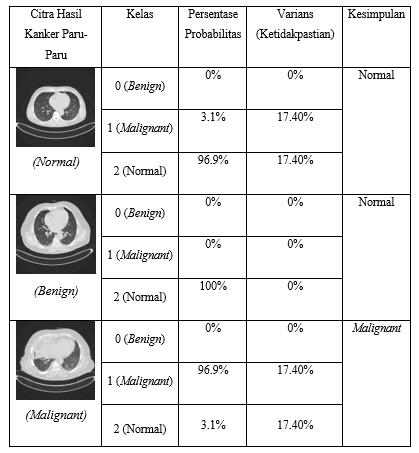 Citra Hasil Kanker Paru-Paru | Kelas | Persentase Probabilitas | Varians (Ketidakpastian) | Kesimpulan
(Normal) | 0 (Benign) | 0% | 0% | Normal
1 (Malignant) | 3.1% | 17.40%
2 (Normal) | 96.9% | 17.40%
(Benign) | 0 (Benign) | 0% | 0% | Normal
1 (Malignant) | 0% | 0%
2 (Normal) | 100% | 0%
(Malignant) | 0 (Benign) | 0% | 0% | Malignant
1 (Malignant) | 96.9% | 17.40%
2 (Normal) | 3.1% | 17.40%